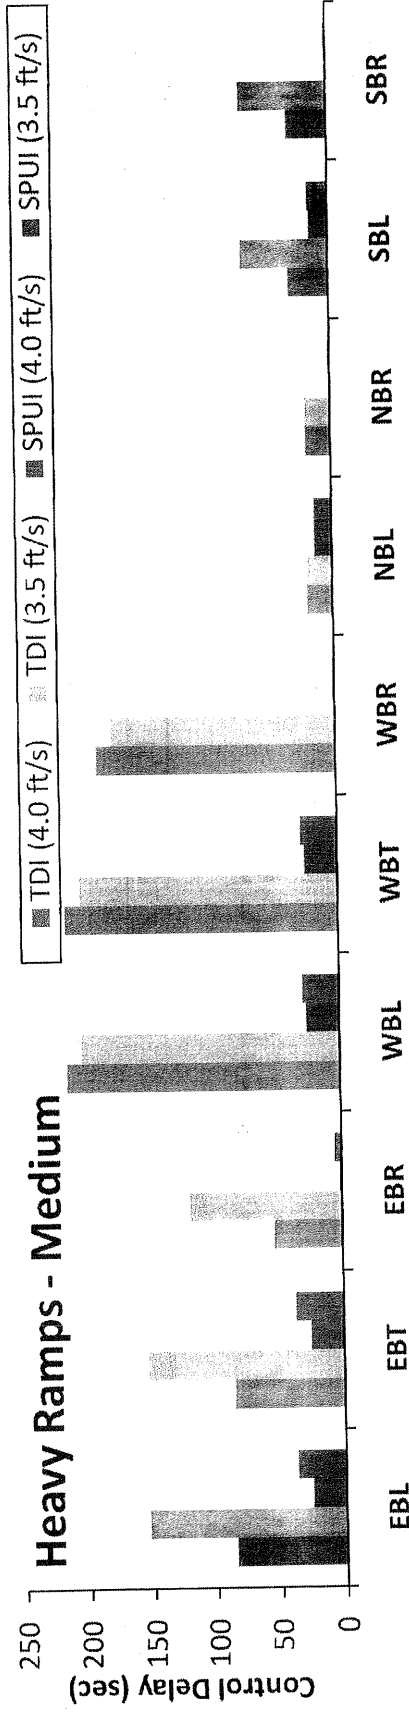 Heavy Ramps - Medium
TDI (4.0 ft/s) TDI (3.5 ft/s) SPUI (4.0 ft/s) SPUI (3.5 ft/s)
Control Delay (sec)
250
200
150
100
50
0
EBL EBT EBR WBL WBT WBR NBL NBR SBL SBR